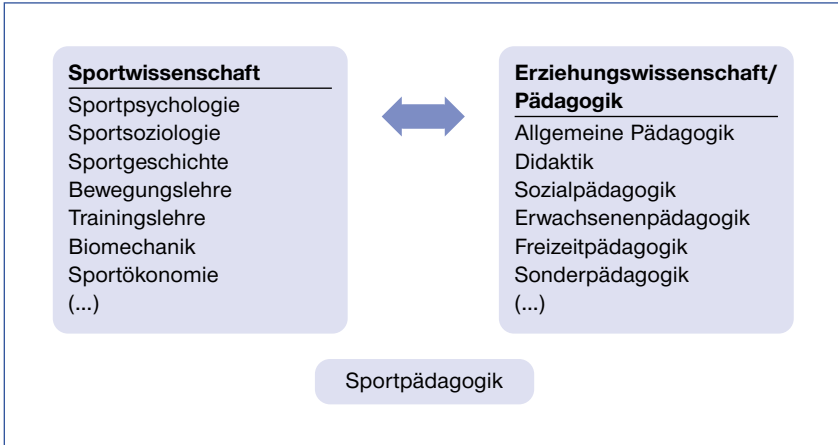 Sportwissenschaft
Sportpsychologie
Sportsoziologie
Sportgeschichte
Bewegungslehre
Trainingslehre
Biomechanik
Sportökonomie
(...)
Erziehungswissenschaft/
Pädagogik
Allgemeine Pädagogik
Didaktik
Sozialpädagogik
Erwachsenenpädagogik
Freizeitpädagogik
Sonderpädagogik
(...)
Sportpädagogik